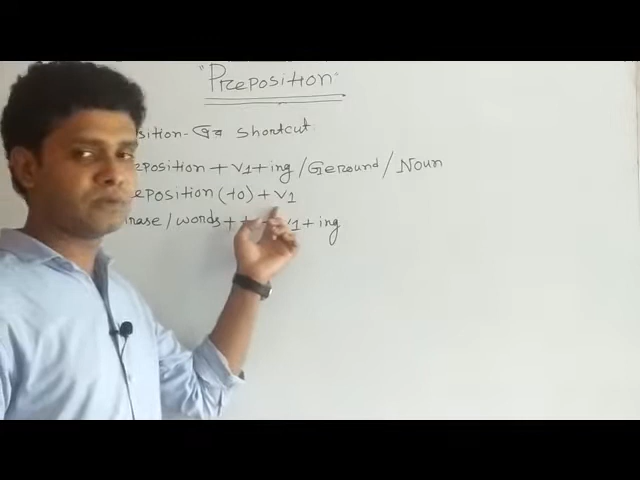 "Preposition"
sition-এর shortcut:
eposition + v1 + ing / Geround / Noun
eposition (to) + v1
hrase / words + v1 + ing